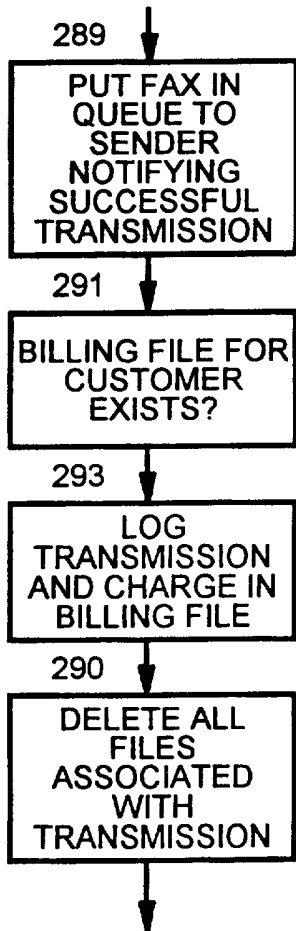 289
PUT FAX IN
QUEUE TO
SENDER
NOTIFYING
SUCCESSFUL
TRANSMISSION
291
BILLING FILE FOR
CUSTOMER
EXISTS?
293
LOG
TRANSMISSION
AND CHARGE IN
BILLING FILE
290
DELETE ALL
FILES
ASSOCIATED
WITH
TRANSMISSION